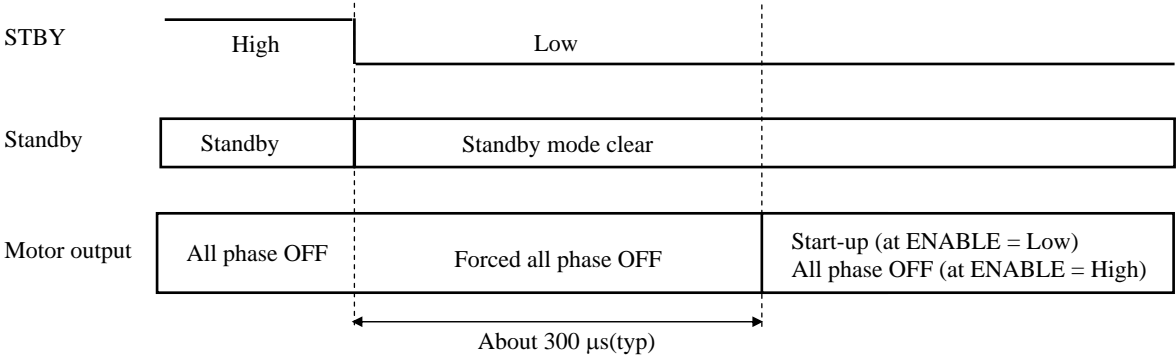 STBY
High
Low
Standby
Standby
Standby mode clear
Motor output
All phase OFF
Forced all phase OFF
Start-up (at ENABLE = Low)
All phase OFF (at ENABLE = High)
About 300 μs(typ)